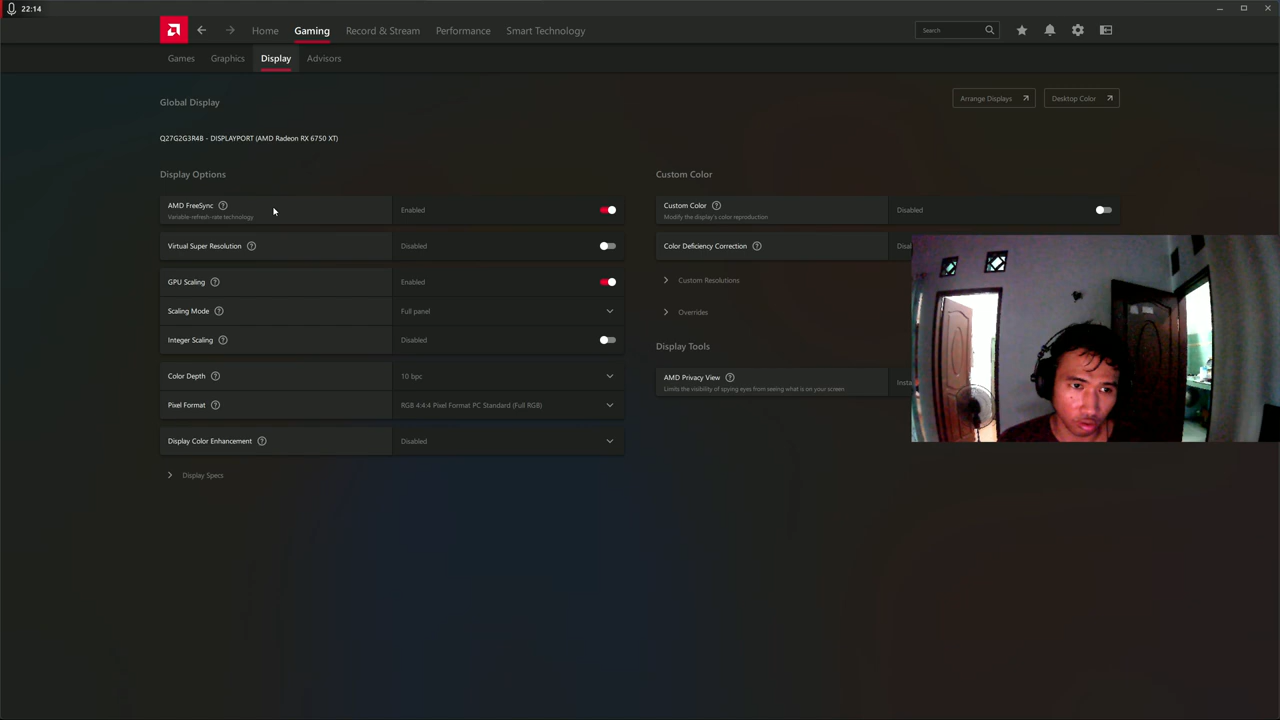 22:14
Home
Gaming
Record & Stream
Performance
Smart Technology
Search
Games
Graphics
Display
Advisors
Global Display
Arrange Displays
Desktop Color
Q27G2G3R4B - DISPLAYPORT (AMD Radeon RX 6750 XT)
Display Options
AMD FreeSync
Variable-refresh-rate technology
Enabled
Virtual Super Resolution
Disabled
GPU Scaling
Enabled
Scaling Mode
Full panel
Integer Scaling
Disabled
Color Depth
10 bpc
Pixel Format
RGB 4:4:4 Pixel Format PC Standard (Full RGB)
Display Color Enhancement
Disabled
Display Specs
Custom Color
Custom Color
Modify the display's color reproduction
Disabled
Color Deficiency Correction
Custom Resolutions
Overrides
Display Tools
AMD Privacy View
Limits the visibility of spying eyes from seeing what is on your screen